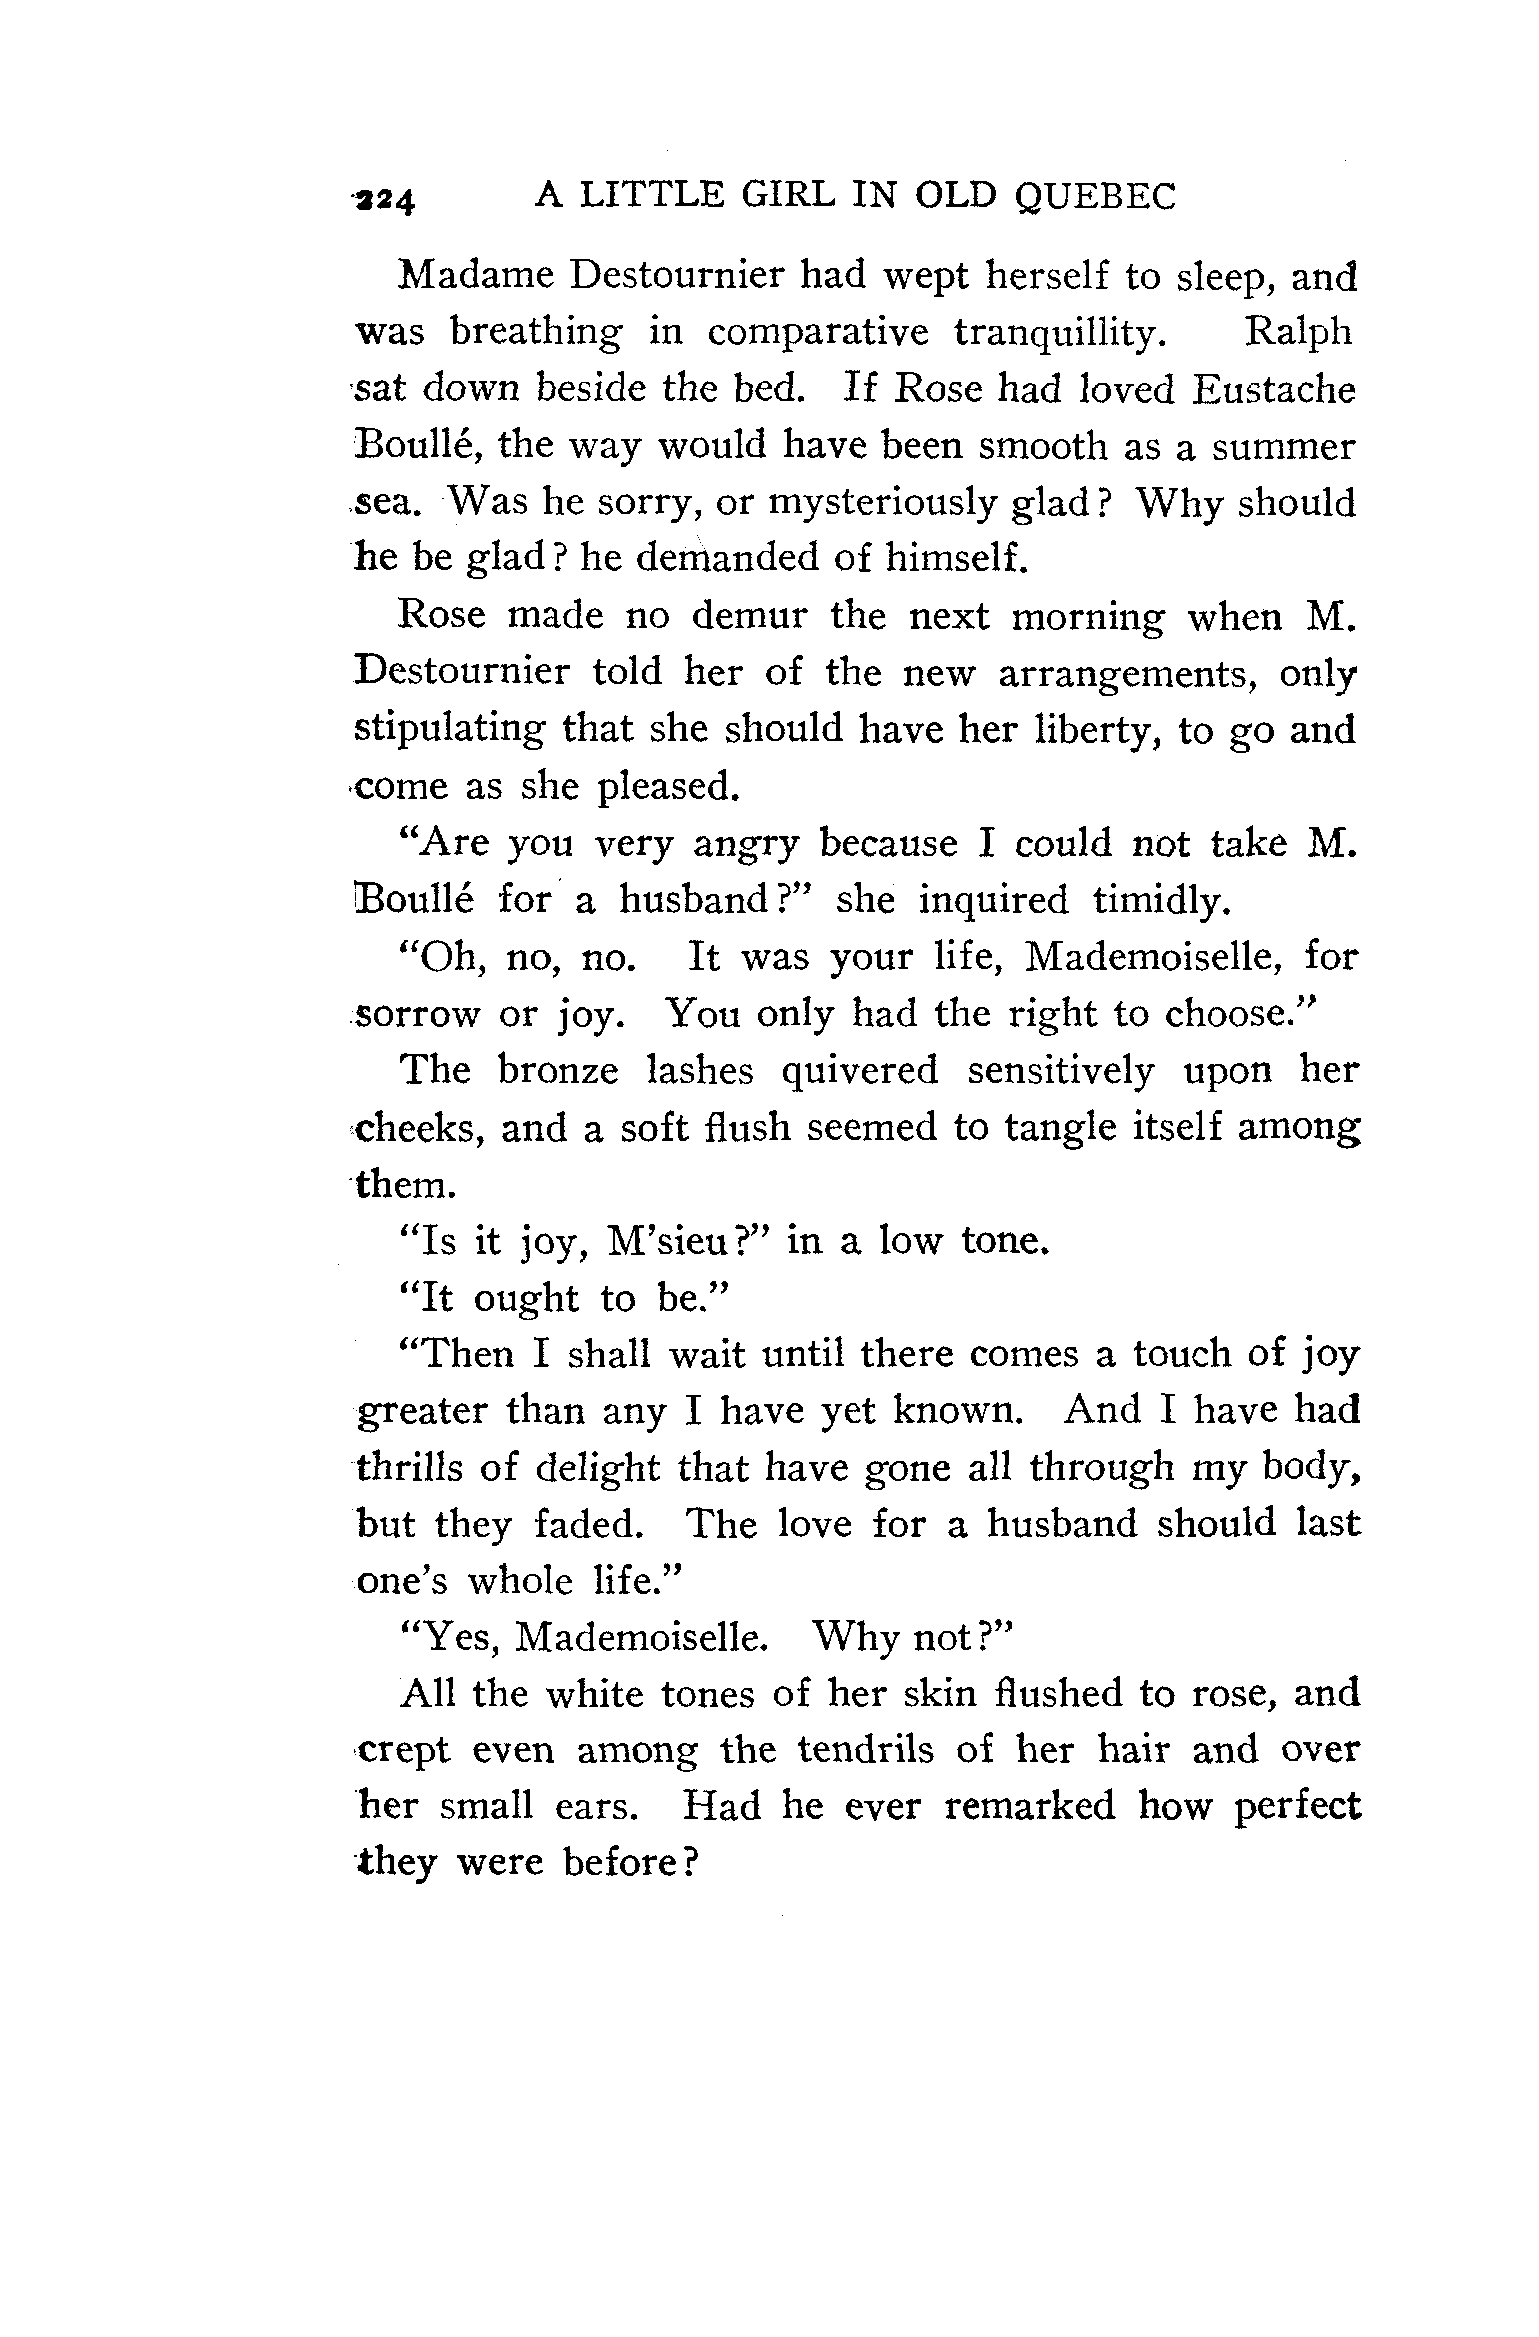 224 A LITTLE GIRL IN OLD QUEBEC
Madame Destournier had wept herself to sleep, and
was breathing in comparative tranquillity. Ralph
sat down beside the bed. If Rose had loved Eustache
Boullé, the way would have been smooth as a summer
sea. Was he sorry, or mysteriously glad? Why should
he be glad? he demanded of himself.
Rose made no demur the next morning when M.
Destournier told her of the new arrangements, only
stipulating that she should have her liberty, to go and
come as she pleased.
“Are you very angry because I could not take M.
Boullé for a husband?” she inquired timidly.
“Oh, no, no. It was your life, Mademoiselle, for
sorrow or joy. You only had the right to choose.”
The bronze lashes quivered sensitively upon her
cheeks, and a soft flush seemed to tangle itself among
them.
“Is it joy, M’sieu?” in a low tone.
“It ought to be.”
“Then I shall wait until there comes a touch of joy
greater than any I have yet known. And I have had
thrills of delight that have gone all through my body,
but they faded. The love for a husband should last
one’s whole life.”
“Yes, Mademoiselle. Why not?”
All the white tones of her skin flushed to rose, and
crept even among the tendrils of her hair and over
her small ears. Had he ever remarked how perfect
they were before?